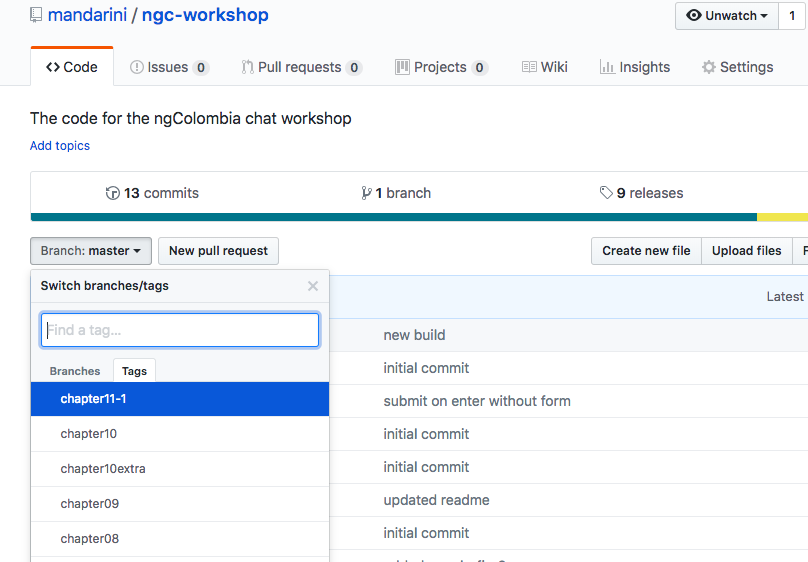 mandarini / ngc-workshop
Unwatch 1
Code Issues 0 Pull requests 0 Projects 0 Wiki Insights Settings
The code for the ngColombia chat workshop
Add topics
13 commits 1 branch 9 releases
Branch: master New pull request Create new file Upload files F
Switch branches/tags
Latest
Find a tag...
new build
Branches Tags
initial commit
chapter11-1
submit on enter without form
chapter10
initial commit
chapter10extra
initial commit
chapter09
updated readme
chapter08
initial commit